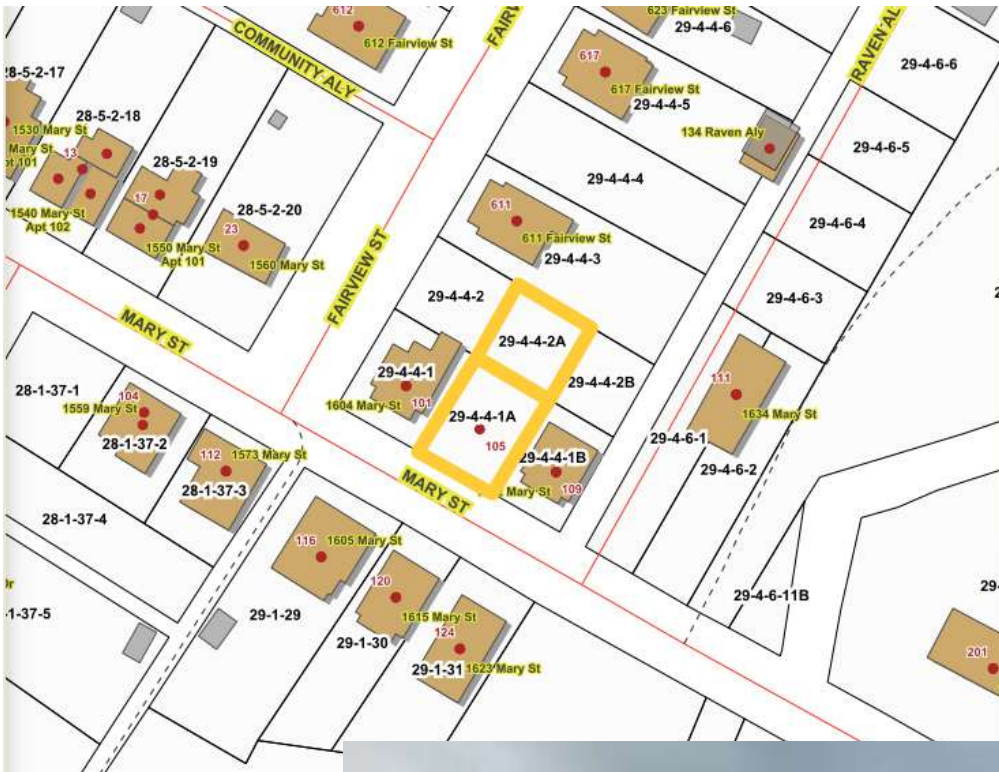 612
612 Fairview St
COMMUNITY ALY
623 Fairview St
29-4-4-6
RAVEN ALY
29-4-6-6
28-5-2-17
617
617 Fairview St
29-4-4-5
28-5-2-18
1530 Mary St
Mary St
13
134 Raven Aly
29-4-6-5
28-5-2-19
29-4-4-4
17
1540 Mary St
Apt 102
28-5-2-20
611
29-4-6-4
23
611 Fairview St
1550 Mary St
Apt 101
1560 Mary St
29-4-4-3
FAIRVIEW ST
29-4-4-2
29-4-6-3
MARY ST
29-4-4-2A
29-4-4-1
29-4-4-2B
28-1-37-1
104
111
1559 Mary St
1604 Mary St
101
29-4-4-1A
1634 Mary St
28-1-37-2
105
29-4-6-1
112
1573 Mary St
29-4-4-1B
29-4-6-2
28-1-37-3
MARY ST
Mary St
109
28-1-37-4
116
1605 Mary St
120
29-4-6-11B
1-37-5
29-1-29
1615 Mary St
29-1-30
124
201
29-1-31
1623 Mary St